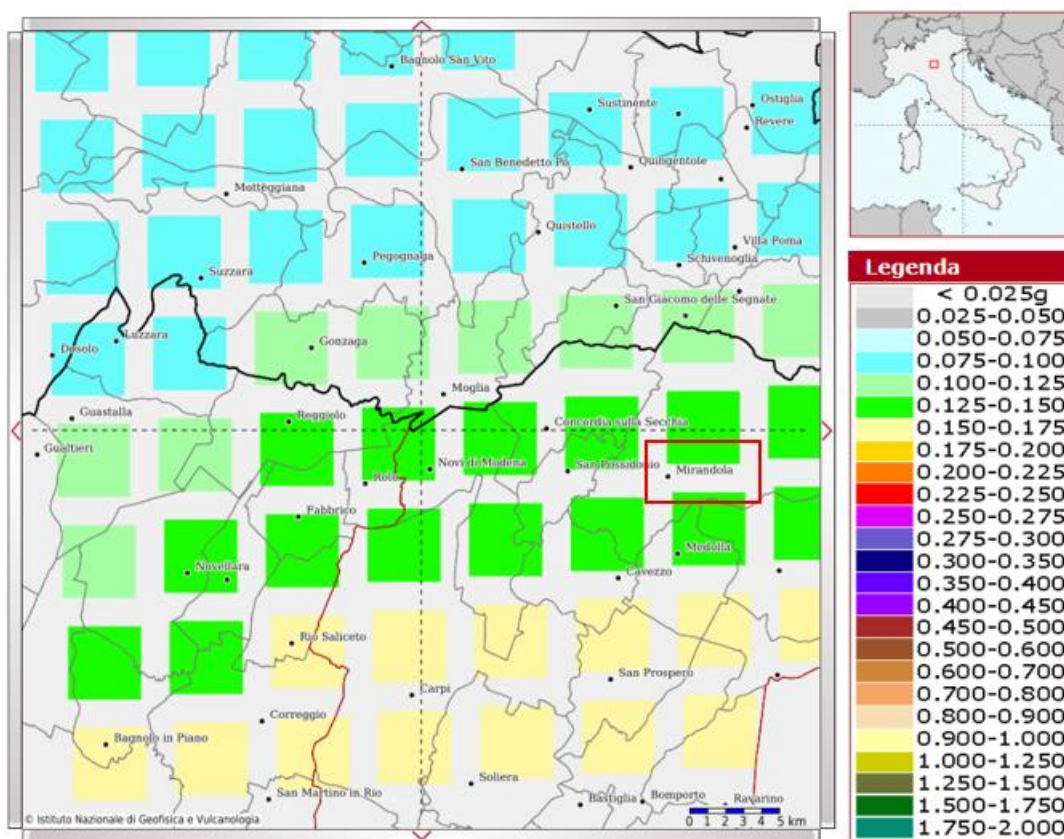 Bagnolo San Vito
Sustinente
Ostiglia
Revere
San Benedetto Po
Quingentole
Motteggiana
Quistello
Villa Poma
Pegognaga
Schivenoglia
Suzzara
San Giacomo delle Segnate
Luzzara
Dosolo
Gonzaga
Moglia
Guastalla
Reggiolo
Concordia sulla Secchia
Gualtieri
Novi di Modena
San Possidonio
Mirandola
Rolo
Fabbrico
Medolla
Novellara
Cavezzo
Rio Saliceto
San Prospero
Carpi
Correggio
Bagnolo in Piano
Soliera
San Martino in Rio
Bastiglia
Bomporto
Ravarino
0 1 2 3 4 5 km
© Istituto Nazionale di Geofisica e Vulcanologia
Legenda
< 0.025g
0.025-0.050
0.050-0.075
0.075-0.100
0.100-0.125
0.125-0.150
0.150-0.175
0.175-0.200
0.200-0.225
0.225-0.250
0.250-0.275
0.275-0.300
0.300-0.350
0.350-0.400
0.400-0.450
0.450-0.500
0.500-0.600
0.600-0.700
0.700-0.800
0.800-0.900
0.900-1.000
1.000-1.250
1.250-1.500
1.500-1.750
1.750-2.000